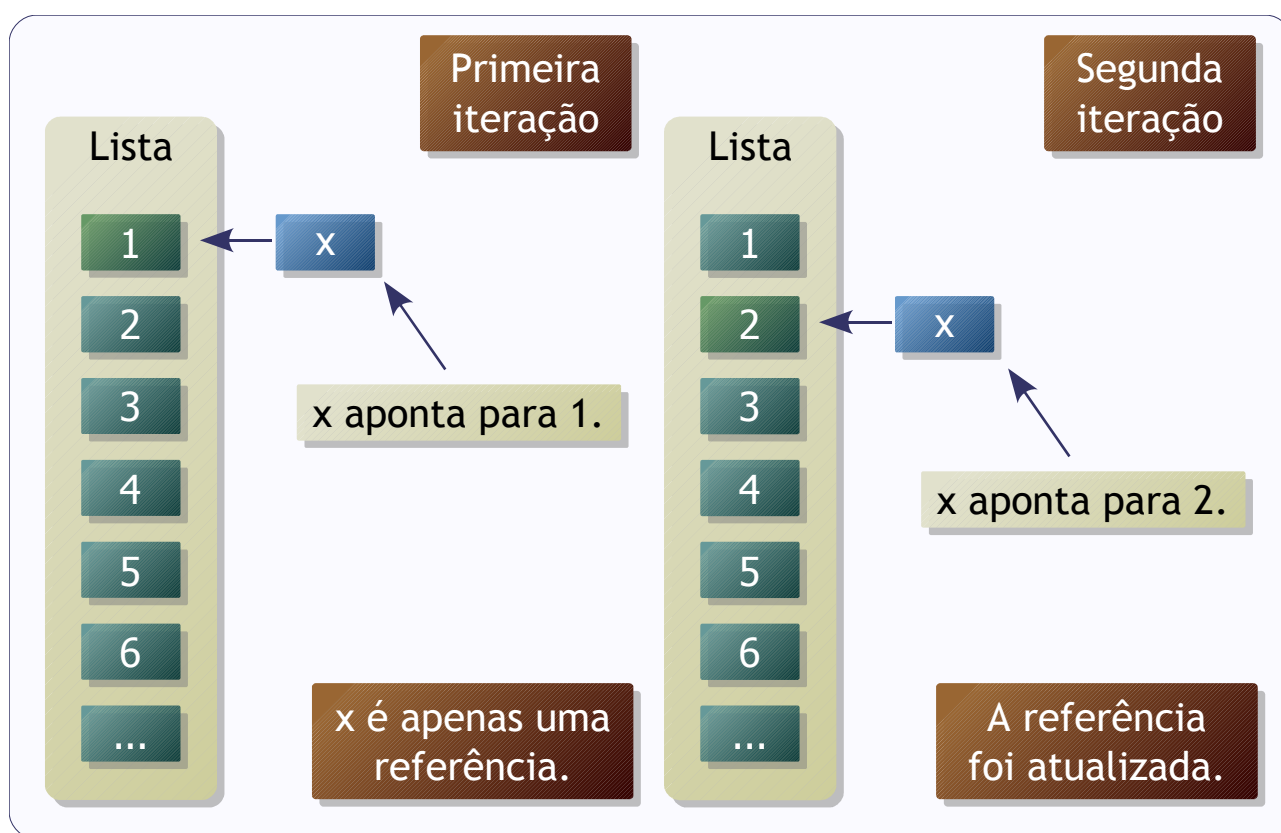 Primeira
iteração
Lista
1
x
2
3
x aponta para 1.
4
5
6
...
x é apenas uma
referência.
Segunda
iteração
Lista
1
2
x
3
4
x aponta para 2.
5
6
...
A referência
foi atualizada.